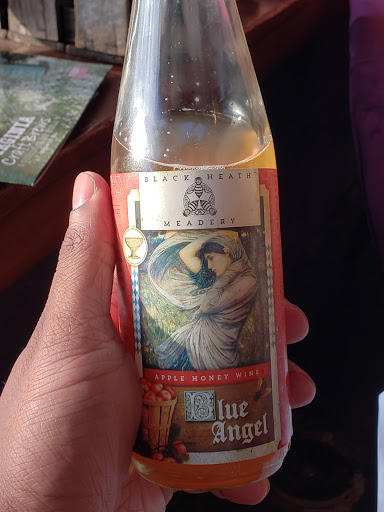 BLACK HEATH
MEADERY
APPLE HONEY WINE
Blue
Angel